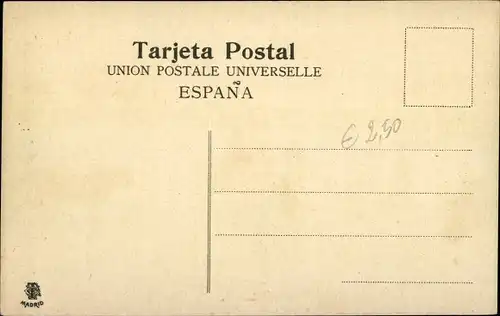 Tarjeta Postal
UNION POSTALE UNIVERSELLE
ESPAÑA
€ 2,50
MADRID